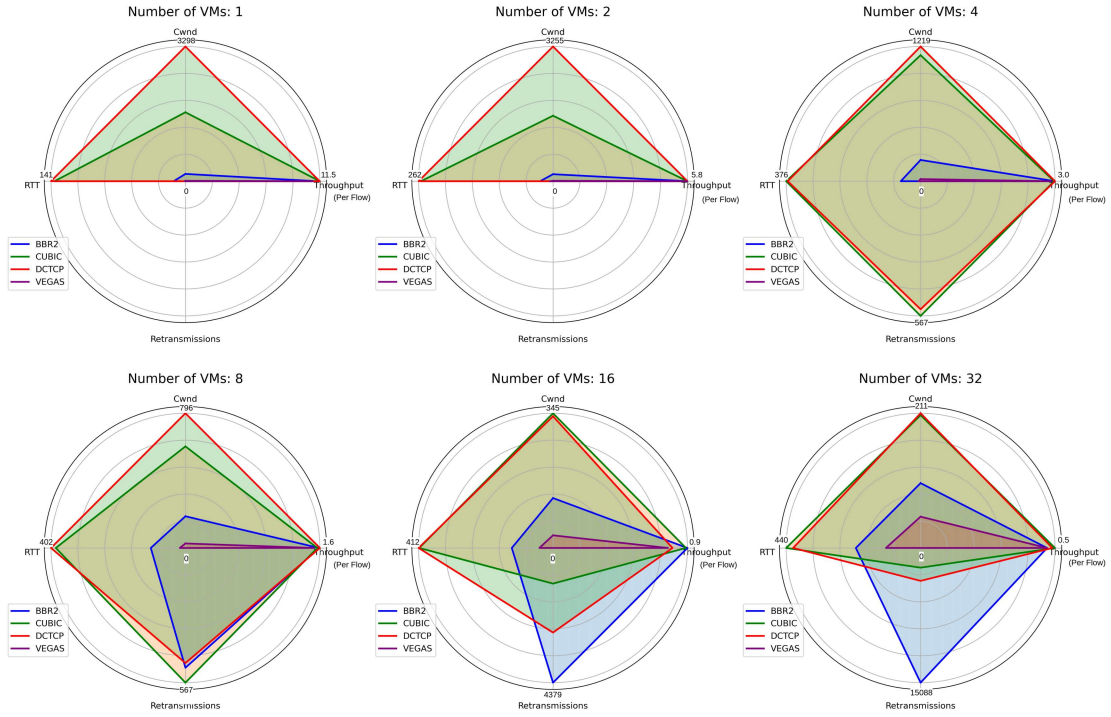 Number of VMs: 1
Cwnd
3298
141
RTT
11.5
Throughput
(Per Flow)
0
BBR2
CUBIC
DCTCP
VEGAS
Retransmissions
Number of VMs: 2
Cwnd
3255
262
RTT
5.8
Throughput
(Per Flow)
0
BBR2
CUBIC
DCTCP
VEGAS
Retransmissions
Number of VMs: 4
Cwnd
1219
376
RTT
3.0
Throughput
(Per Flow)
0
BBR2
CUBIC
DCTCP
VEGAS
567
Retransmissions
Number of VMs: 8
Cwnd
796
402
RTT
1.6
Throughput
(Per Flow)
0
BBR2
CUBIC
DCTCP
VEGAS
567
Retransmissions
Number of VMs: 16
Cwnd
345
412
RTT
0.9
Throughput
(Per Flow)
0
BBR2
CUBIC
DCTCP
VEGAS
4379
Retransmissions
Number of VMs: 32
Cwnd
211
440
RTT
0.5
Throughput
(Per Flow)
0
BBR2
CUBIC
DCTCP
VEGAS
15088
Retransmissions